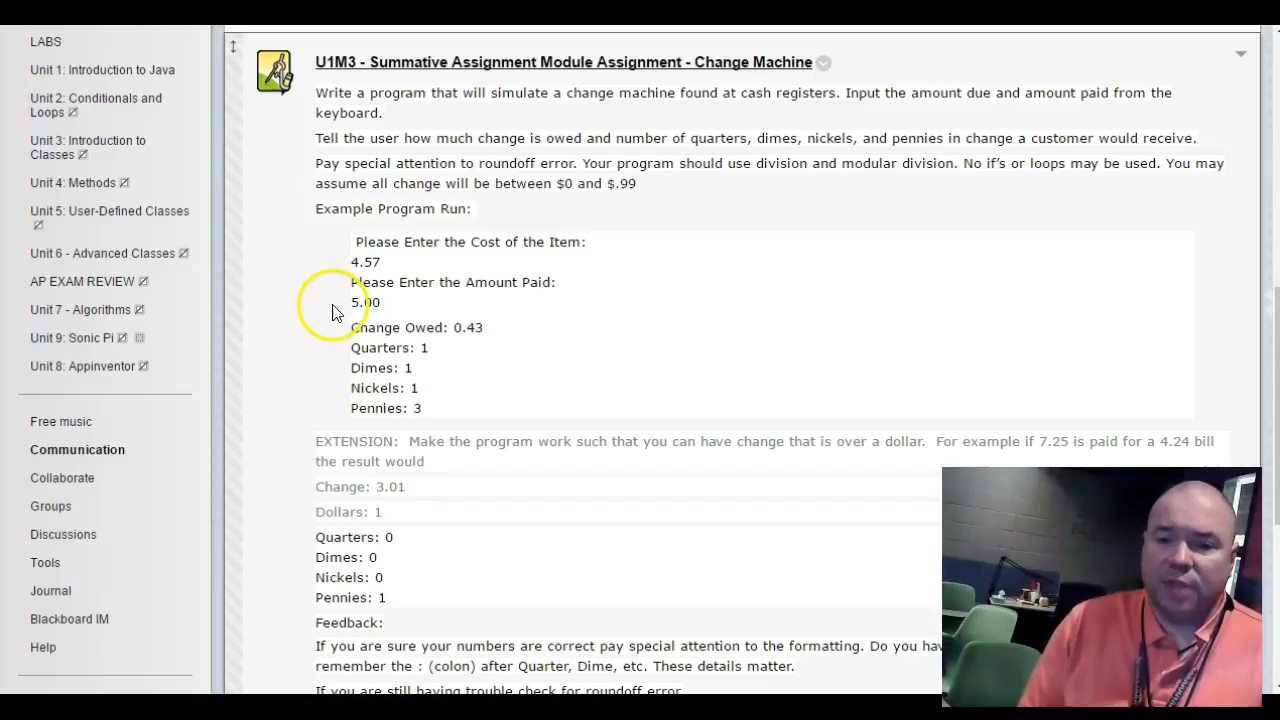 LABS
Unit 1: Introduction to Java
Unit 2: Conditionals and
Loops
Unit 3: Introduction to
Classes
Unit 4: Methods
Unit 5: User-Defined Classes
Unit 6 - Advanced Classes
AP EXAM REVIEW
Unit 7 - Algorithms
Unit 9: Sonic Pi
Unit 8: Appinventor
Free music
Communication
Collaborate
Groups
Discussions
Tools
Journal
Blackboard IM
Help
U1M3 - Summative Assignment Module Assignment - Change Machine
Write a program that will simulate a change machine found at cash registers. Input the amount due and amount paid from the
keyboard.
Tell the user how much change is owed and number of quarters, dimes, nickels, and pennies in change a customer would receive.
Pay special attention to roundoff error. Your program should use division and modular division. No if's or loops may be used. You may
assume all change will be between $0 and $.99
Example Program Run:
Please Enter the Cost of the Item:
4.57
Please Enter the Amount Paid:
5.00
Change Owed: 0.43
Quarters: 1
Dimes: 1
Nickels: 1
Pennies: 3
EXTENSION: Make the program work such that you can have change that is over a dollar. For example if 7.25 is paid for a 4.24 bill
the result would
Change: 3.01
Dollars: 1
Quarters: 0
Dimes: 0
Nickels: 0
Pennies: 1
Feedback:
If you are sure your numbers are correct pay special attention to the formatting. Do you hav
remember the : (colon) after Quarter, Dime, etc. These details matter.
If you are still having trouble check for roundoff error.